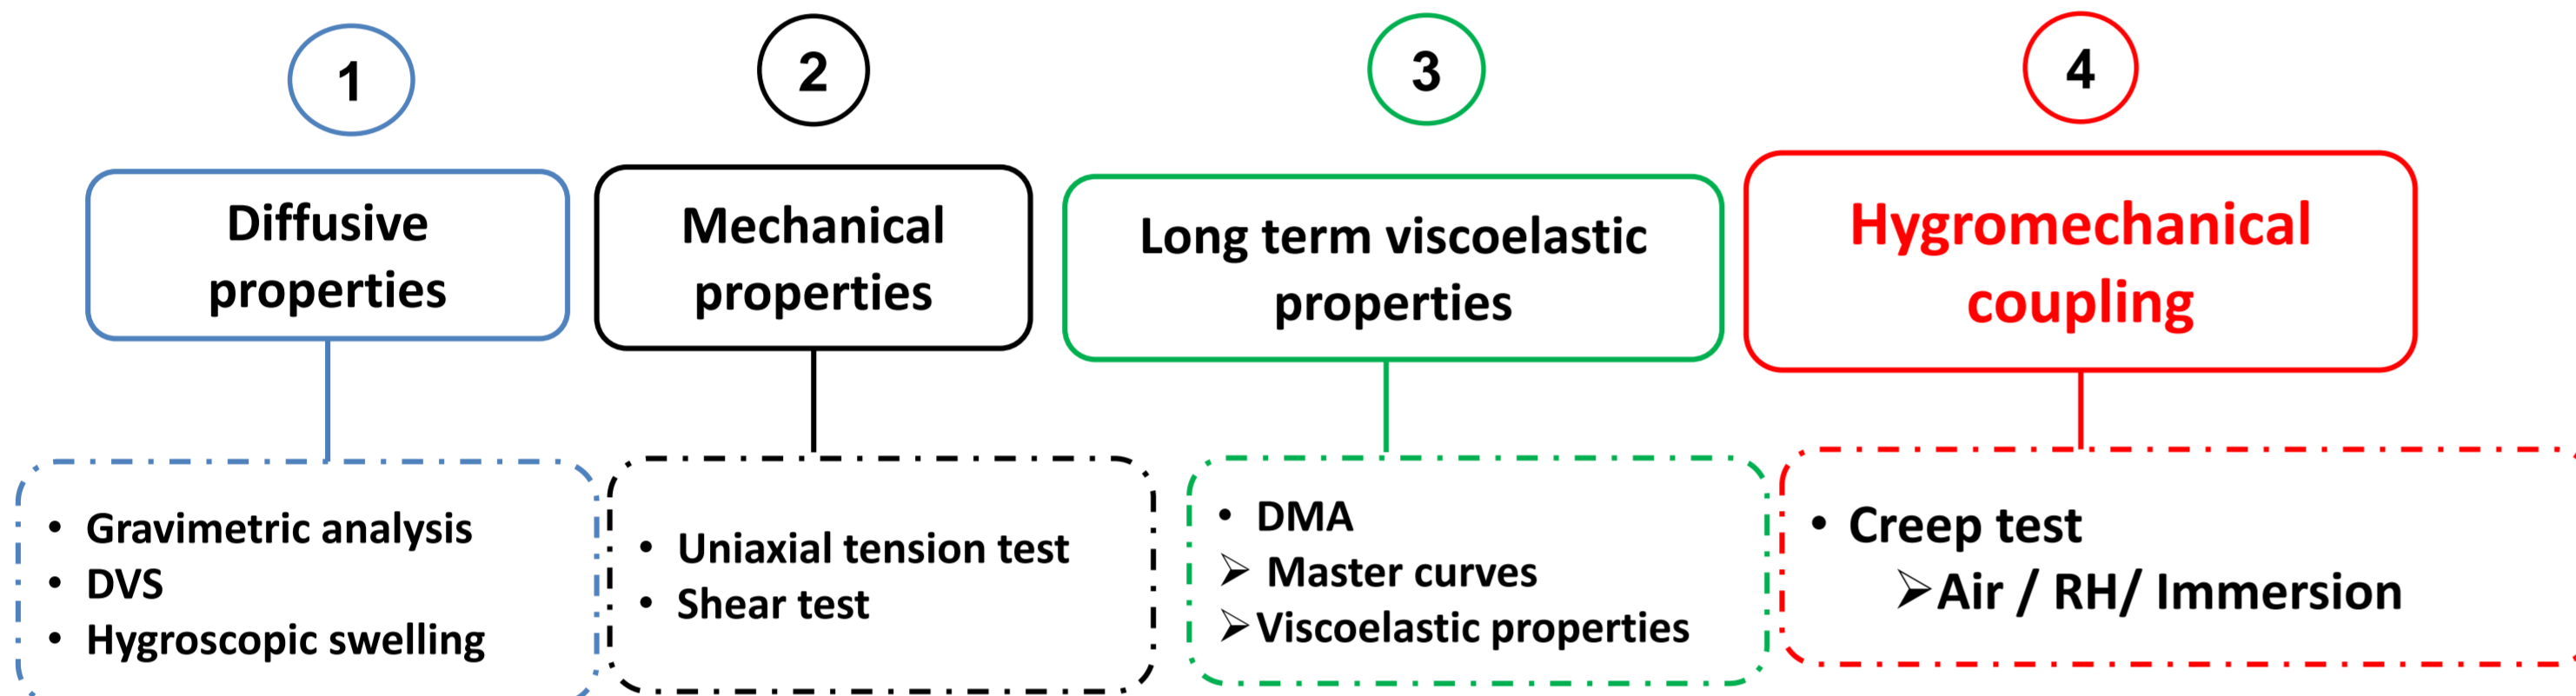 1
Diffusive
properties
• Gravimetric analysis
• DVS
• Hygroscopic swelling
2
Mechanical
properties
• Uniaxial tension test
• Shear test
3
Long term viscoelastic
properties
• DMA
➢ Master curves
➢ Viscoelastic properties
4
Hygromechanical
coupling
• Creep test
➢ Air / RH/ Immersion